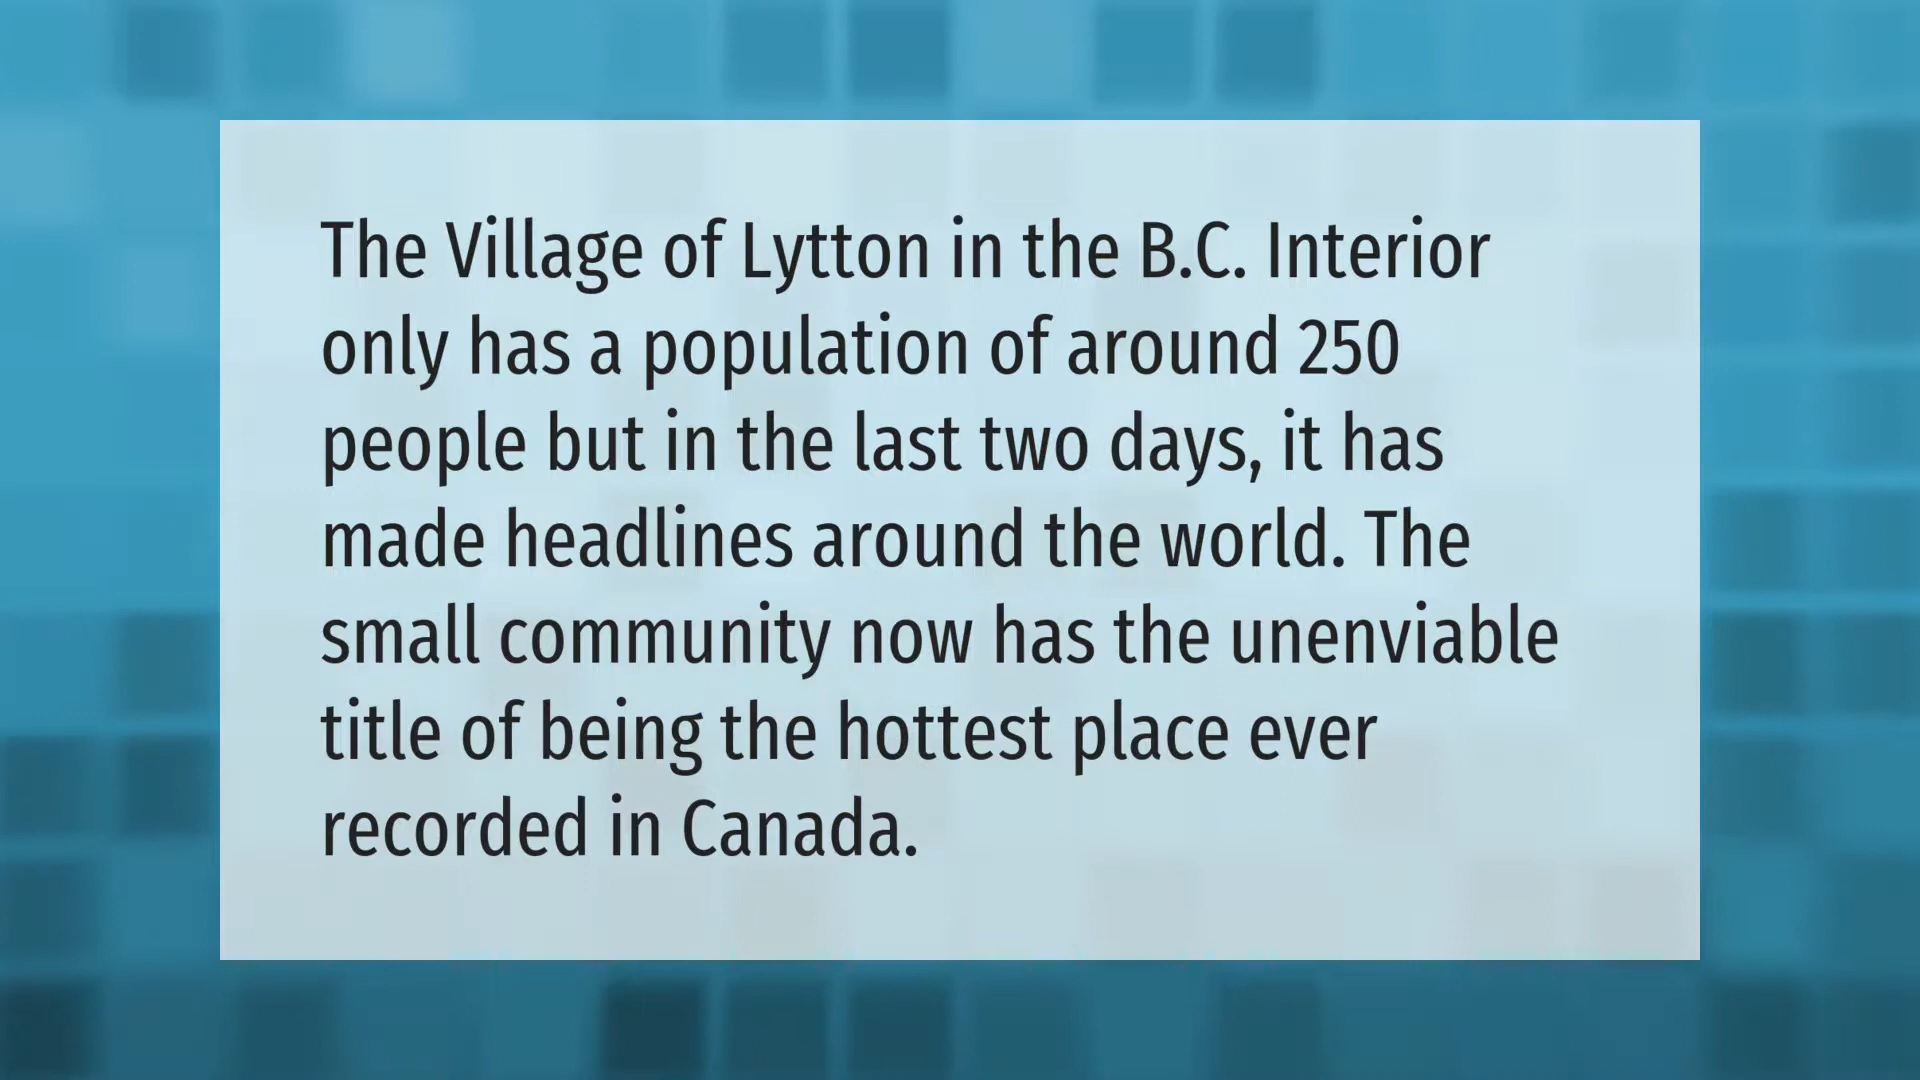 The Village of Lytton in the B.C. Interior
only has a population of around 250
people but in the last two days, it has
made headlines around the world. The
small community now has the unenviable
title of being the hottest place ever
recorded in Canada.